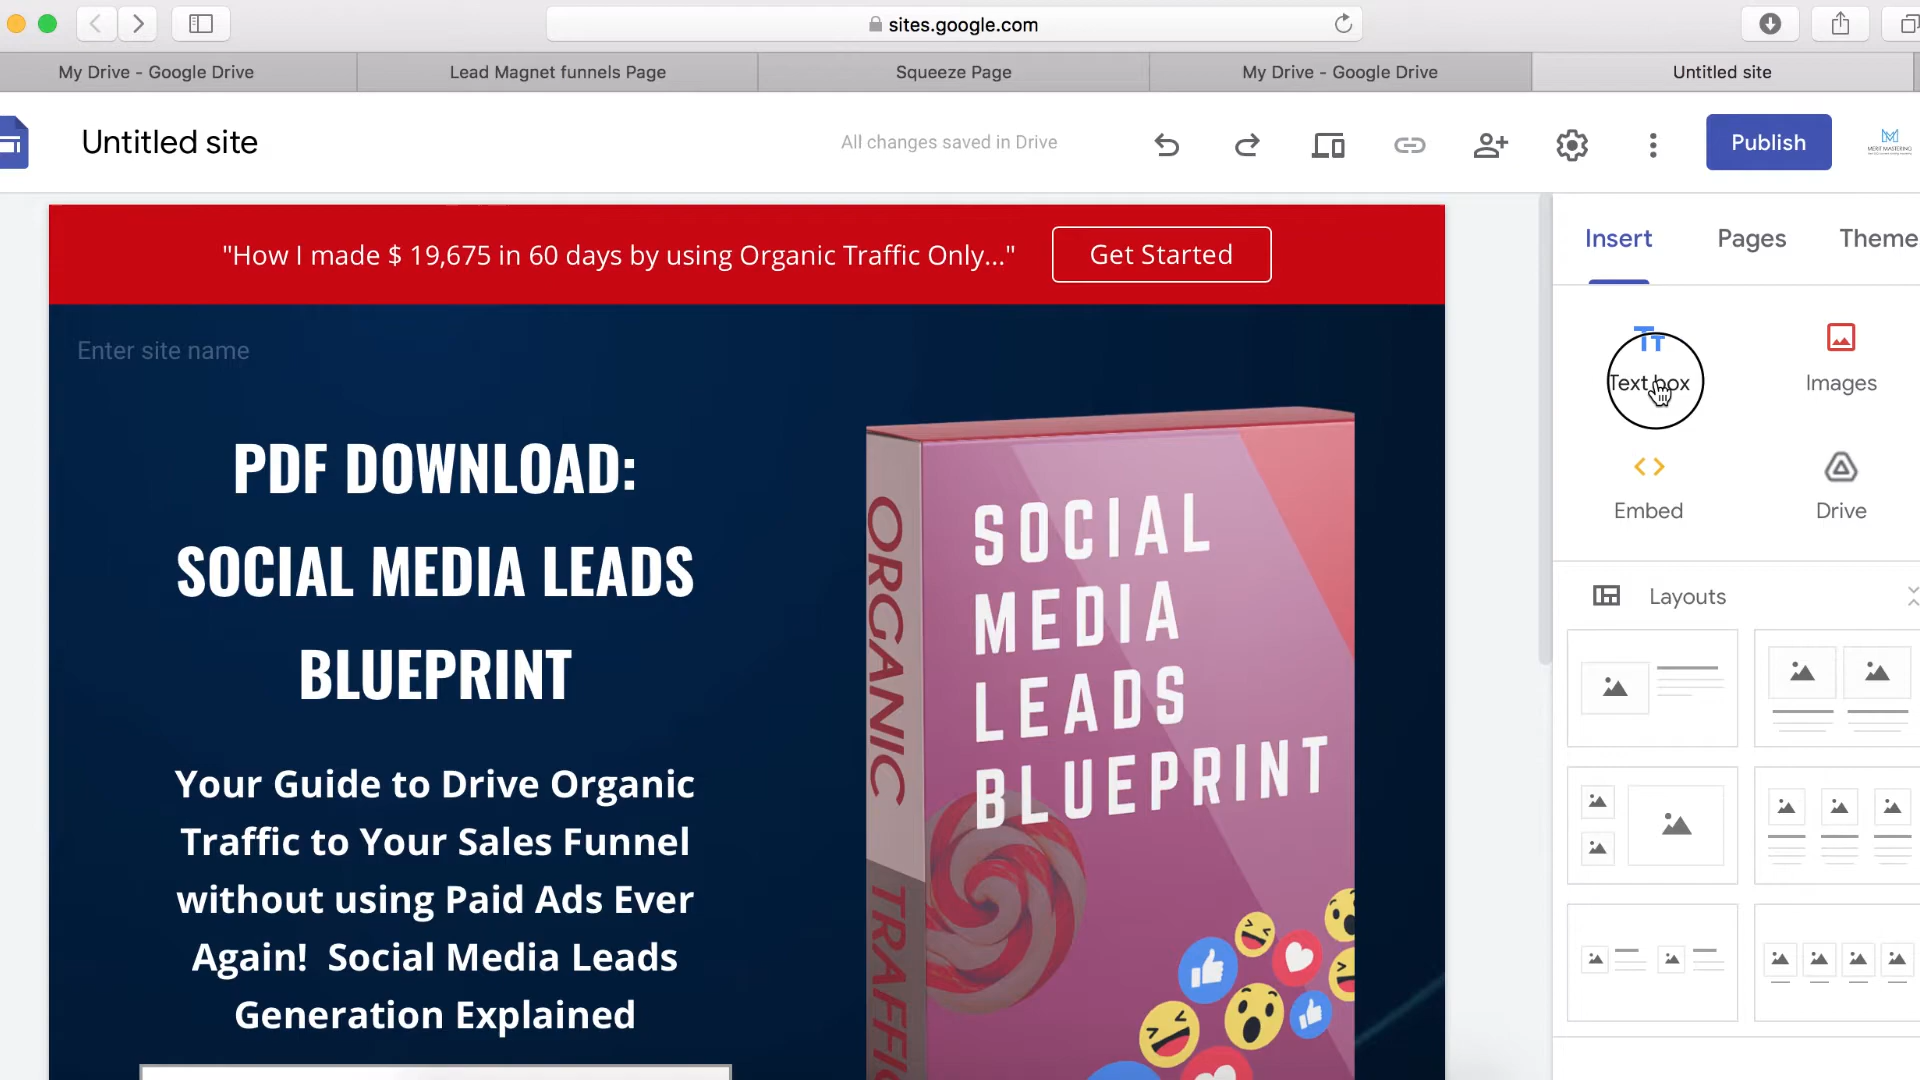 sites.google.com
My Drive - Google Drive
Lead Magnet funnels Page
Squeeze Page
My Drive - Google Drive
Untitled site
Untitled site
All changes saved in Drive
Publish
"How I made $ 19,675 in 60 days by using Organic Traffic Only..."
Get Started
Insert
Pages
Theme
Enter site name
Text box
Images
Embed
Drive
Layouts
PDF DOWNLOAD:
SOCIAL MEDIA LEADS
BLUEPRINT
Your Guide to Drive Organic
Traffic to Your Sales Funnel
without using Paid Ads Ever
Again!  Social Media Leads
Generation Explained
ORGANIC
TRAFFIC
SOCIAL
MEDIA
LEADS
BLUEPRINT